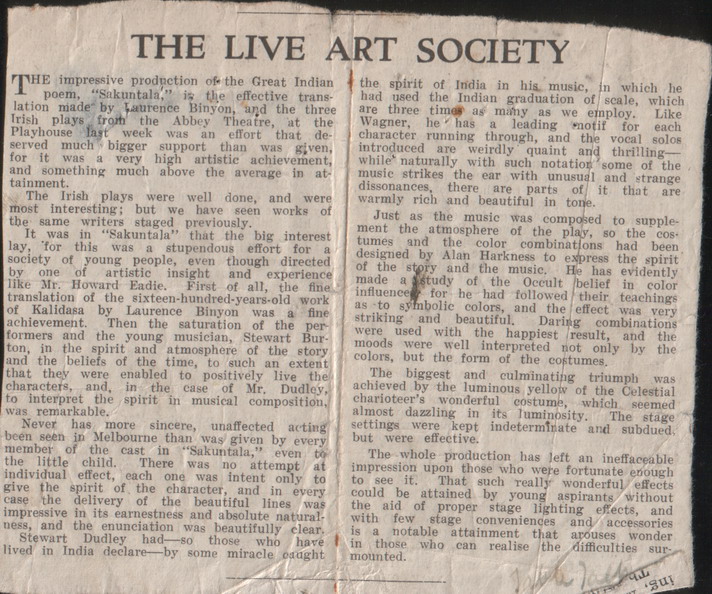 THE LIVE ART SOCIETY
THE impressive production of the Great Indian
poem, "Sakuntala," in the effective trans-
lation made by Laurence Binyon, and the three
Irish plays from the Abbey Theatre, at the
Playhouse last week was an effort that de-
served much bigger support than was given,
for it was a very high artistic achievement,
and something much above the average in at-
tainment.
The Irish plays were well done, and were
most interesting; but we have seen works of
the same writers staged previously.
It was in "Sakuntala" that the big interest
lay, for this was a stupendous effort for a
society of young people, even though directed
by one of artistic insight and experience
like Mr. Howard Eadie. First of all, the fine
translation of the sixteen-hundred-years-old work
of Kalidasa by Laurence Binyon was a fine
achievement. Then the saturation of the per-
formers and the young musician, Stewart Bur-
ton, in the spirit and atmosphere of the story
and the beliefs of the time, to such an extent
that they were enabled to positively live the
characters, and, in the case of Mr. Dudley,
to interpret the spirit in musical composition,
was remarkable.
Never has more sincere, unaffected acting
been seen in Melbourne than was given by every
member of the cast in "Sakuntala," even to
the little child. There was no attempt at
individual effect, each one was intent only to
give the spirit of the character, and in every
case the delivery of the beautiful lines was
impressive in its earnestness and absolute natural-
ness, and the enunciation was beautifully clear.
Stewart Dudley had—so those who have
lived in India declare—by some miracle caught
the spirit of India in his music, in which he
had used the Indian graduation of scale, which
are three times as many as we employ. Like
Wagner, he has a leading motif for each
character running through, and the vocal solos
introduced are weirdly quaint and thrilling—
while naturally with such notation some of the
music strikes the ear with unusual and strange
dissonances, there are parts of it that are
warmly rich and beautiful in tone.
Just as the music was composed to supple-
ment the atmosphere of the play, so the cos-
tumes and the color combinations had been
designed by Alan Harkness to express the spirit
of the story and the music. He has evidently
made a study of the Occult belief in color
influence, for he had followed their teachings
as to symbolic colors, and the effect was very
striking and beautiful. Daring combinations
were used with the happiest result, and the
moods were well interpreted not only by the
colors, but the form of the costumes.
The biggest and culminating triumph was
achieved by the luminous yellow of the Celestial
charioteer's wonderful costume, which seemed
almost dazzling in its luminosity. The stage
settings were kept indeterminate and subdued,
but were effective.
The whole production has left an ineffaceable
impression upon those who were fortunate enough
to see it. That such really wonderful effects
could be attained by young aspirants without
the aid of proper stage lighting effects, and
with few stage conveniences and accessories
is a notable attainment that arouses wonder
in those who can realise the difficulties sur-
mounted.